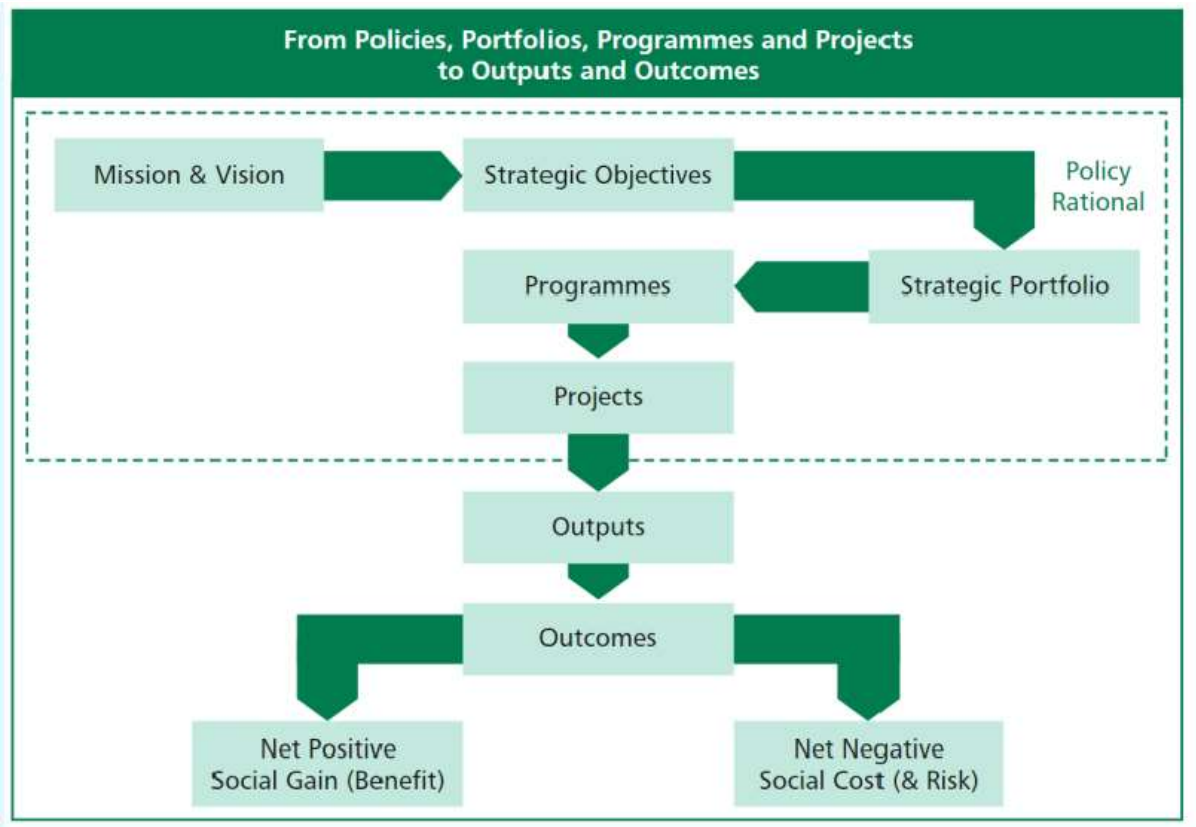 From Policies, Portfolios, Programmes and Projects
to Outputs and Outcomes
Mission & Vision
Strategic Objectives
Policy
Rational
Programmes
Strategic Portfolio
Projects
Outputs
Outcomes
Net Positive
Social Gain (Benefit)
Net Negative
Social Cost (& Risk)